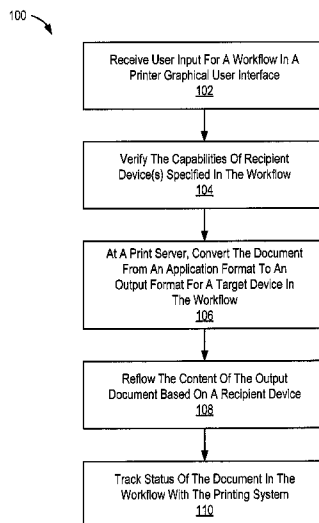 100
Receive User Input For A Workflow In A
Printer Graphical User Interface
102
Verify The Capabilities Of Recipient
Device(s) Specified In The Workflow
104
At A Print Server, Convert The Document
From An Application Format To An
Output Format For A Target Device In
The Workflow
106
Reflow The Content Of The Output
Document Based On A Recipient Device
108
Track Status Of The Document In The
Workflow With The Printing System
110